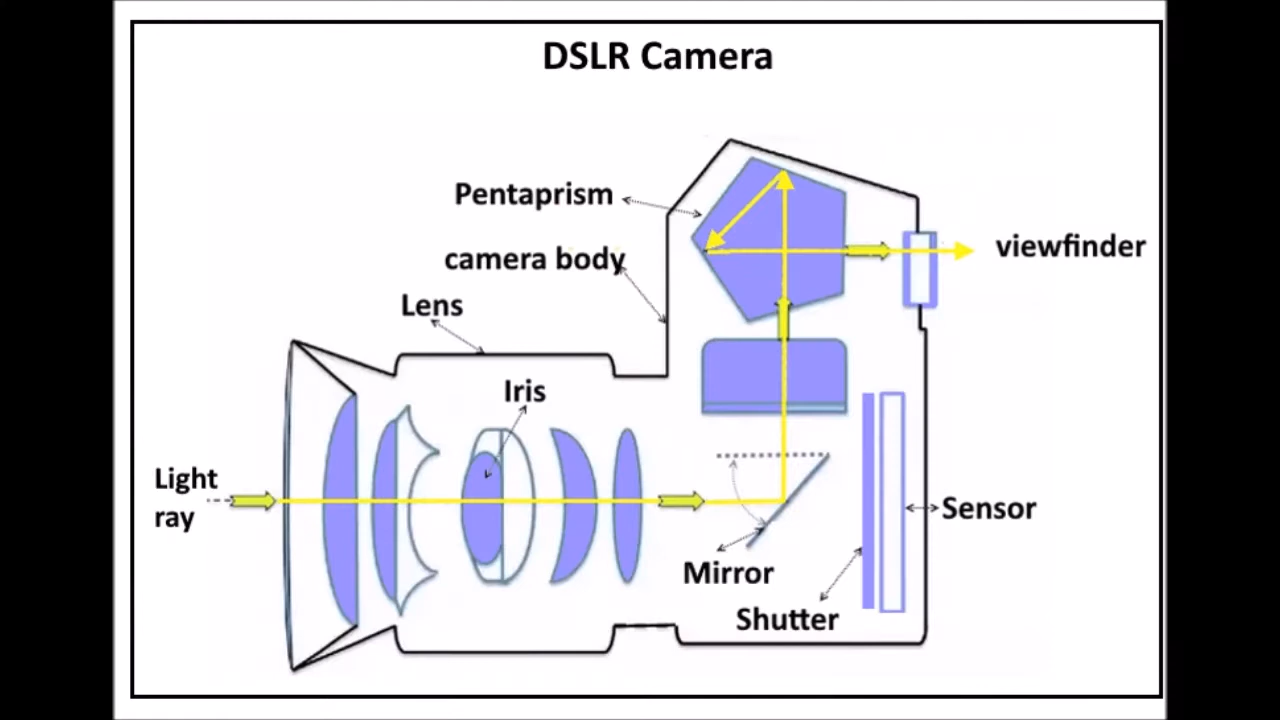 DSLR Camera
Pentaprism
camera body
viewfinder
Lens
Iris
Light
ray
Sensor
Mirror
Shutter